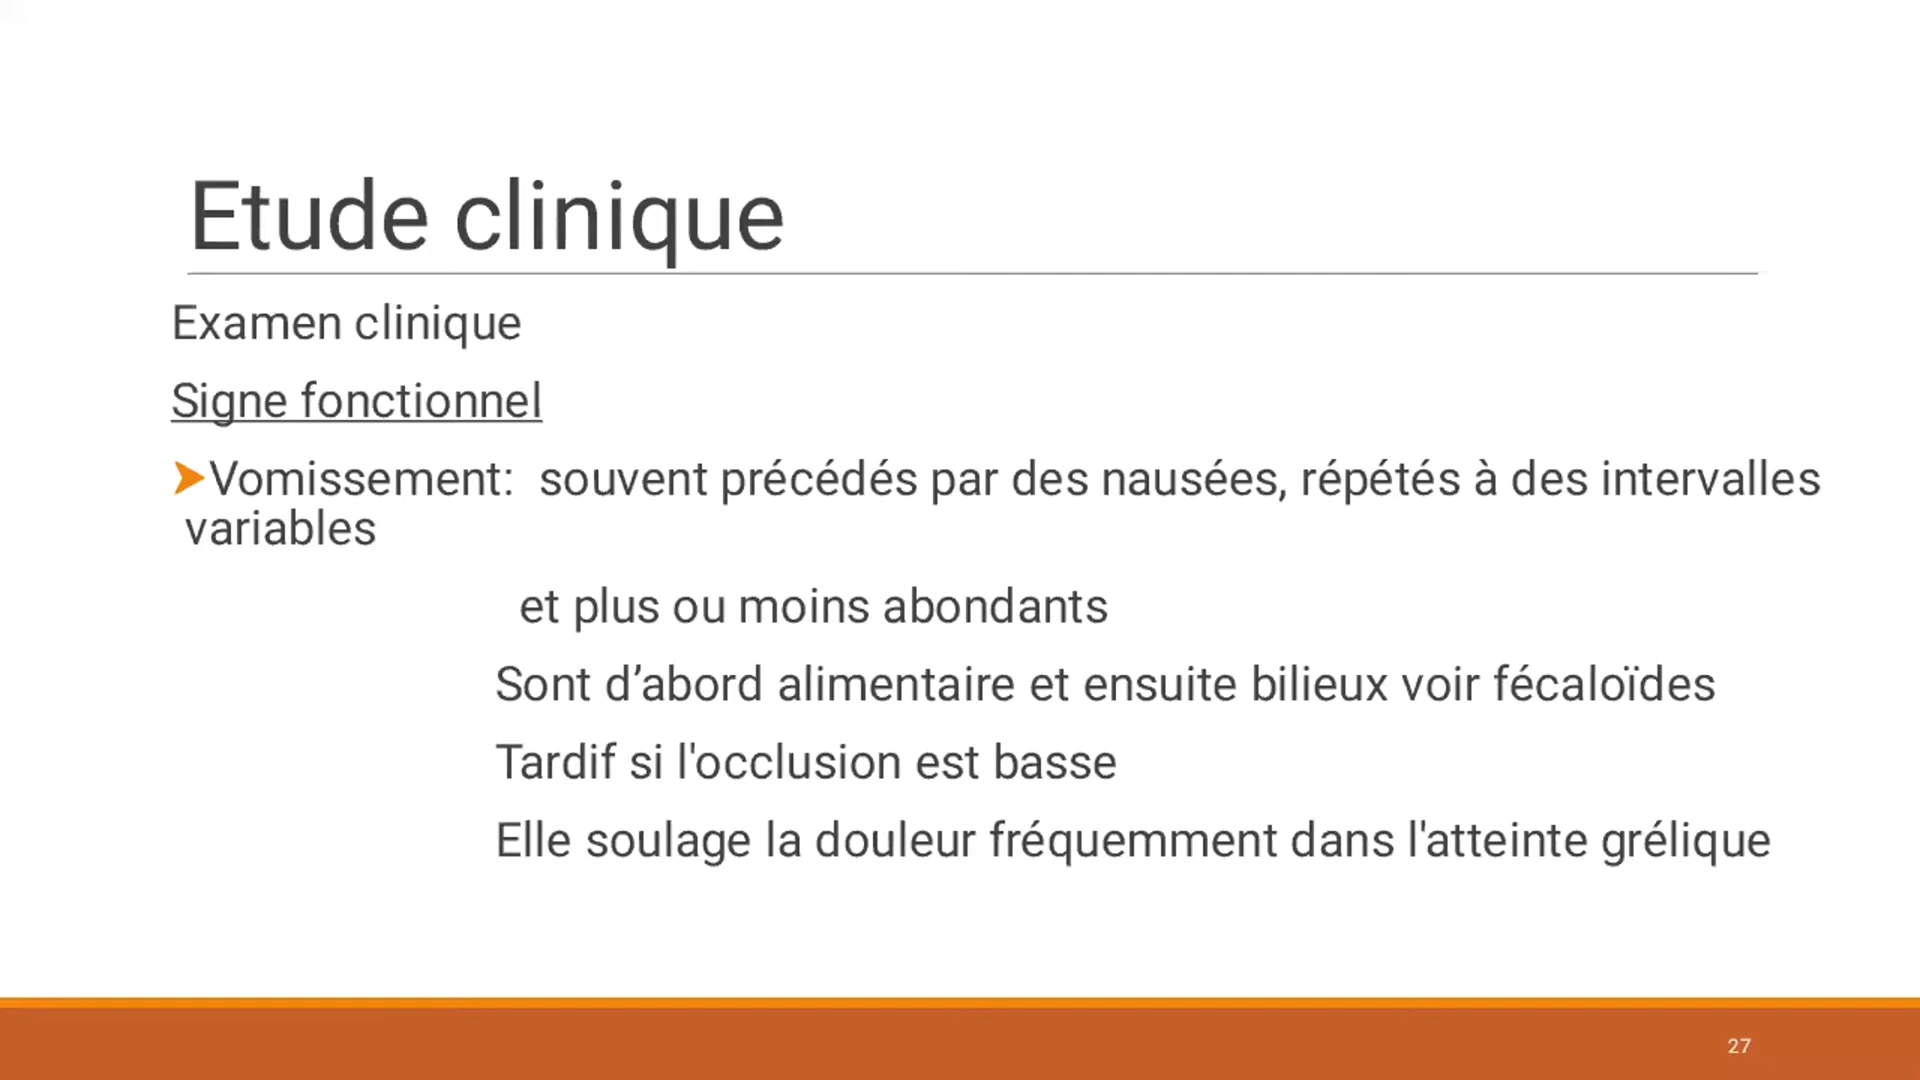 Etude clinique
Examen clinique
Signe fonctionnel
➤Vomissement: souvent précédés par des nausées, répétés à des intervalles
variables
et plus ou moins abondants
Sont d’abord alimentaire et ensuite bilieux voir fécaloïdes
Tardif si l'occlusion est basse
Elle soulage la douleur fréquemment dans l'atteinte grélique
27